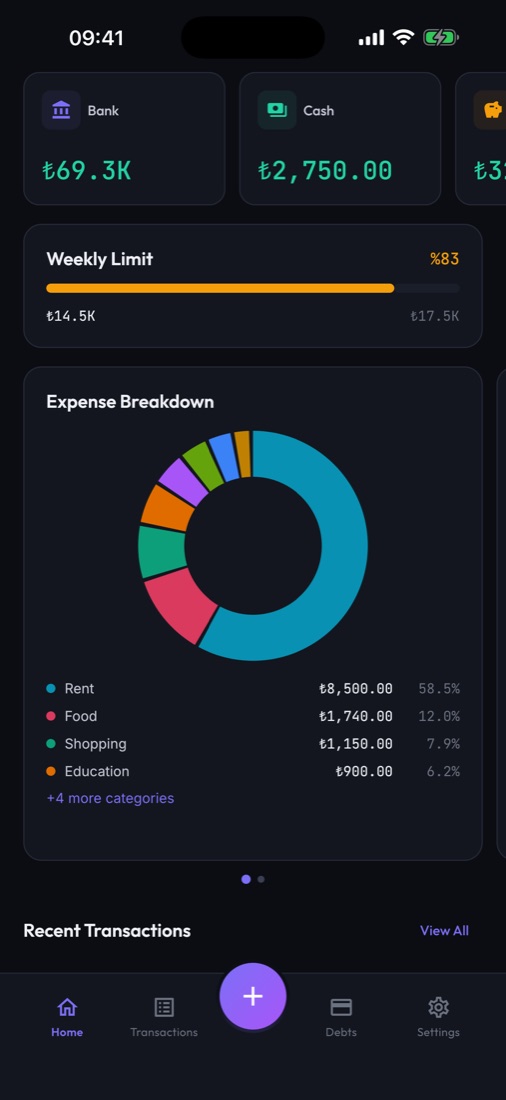 09:41
Bank
Cash
₺69.3K
₺2,750.00
Weekly Limit
%83
₺14.5K
₺17.5K
Expense Breakdown
Rent ₺8,500.00 58.5%
Food ₺1,740.00 12.0%
Shopping ₺1,150.00 7.9%
Education ₺900.00 6.2%
+4 more categories
Recent Transactions
View All
Home
Transactions
Debts
Settings